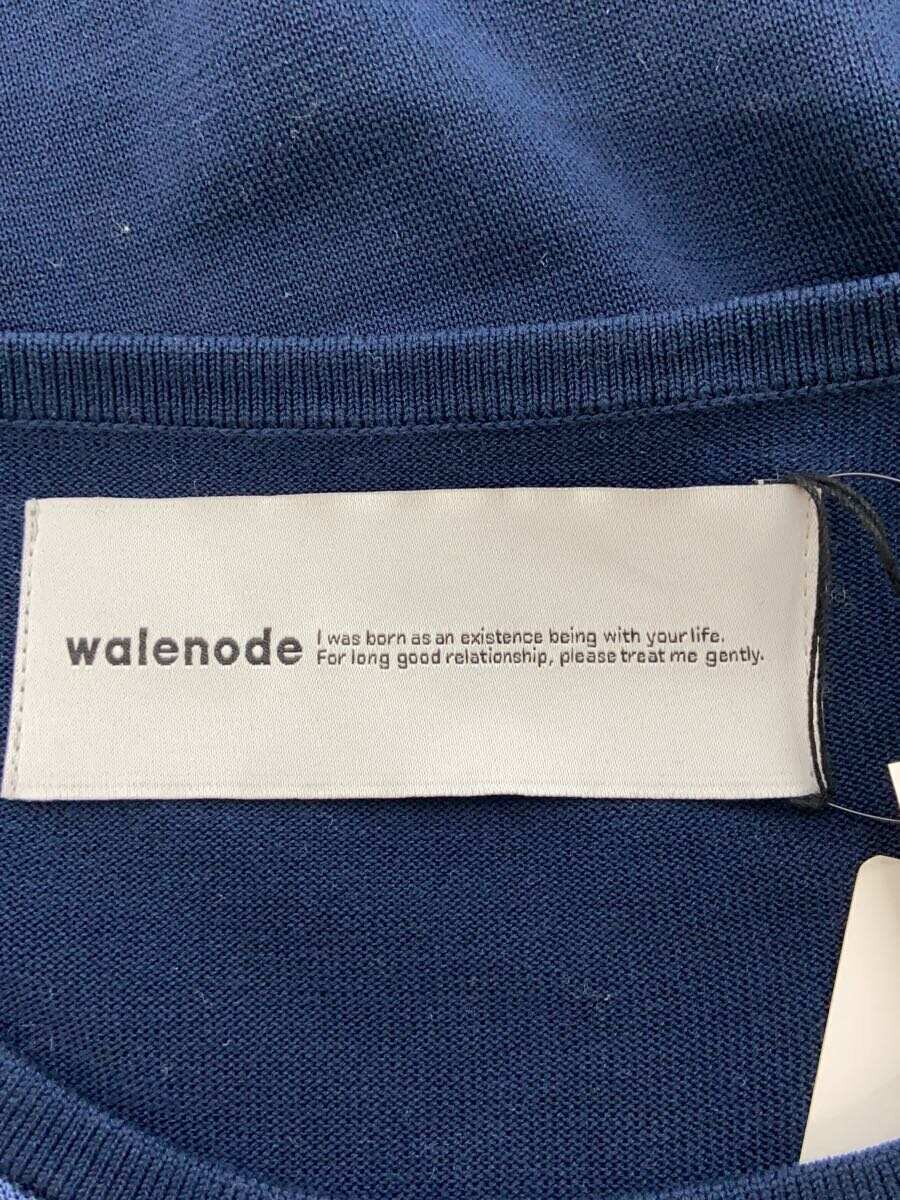 walenode
I was born as an existence being with your life.
For long good relationship, please treat me gently.